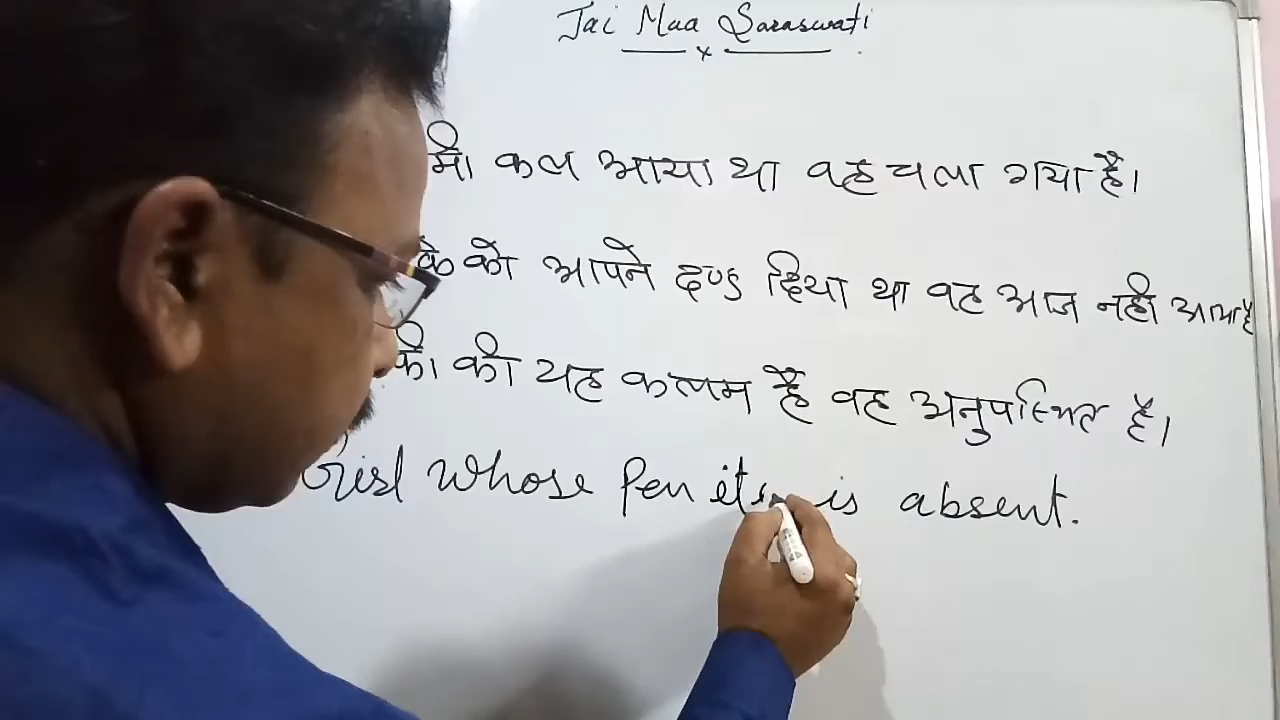 Jai Maa Saraswati
कल आया था वह चला गया है।
को आपने दण्ड दिया था वह आज नही आया है
की यह कलम है वह अनुपस्थित है।
Girl whose Pen it is absent.